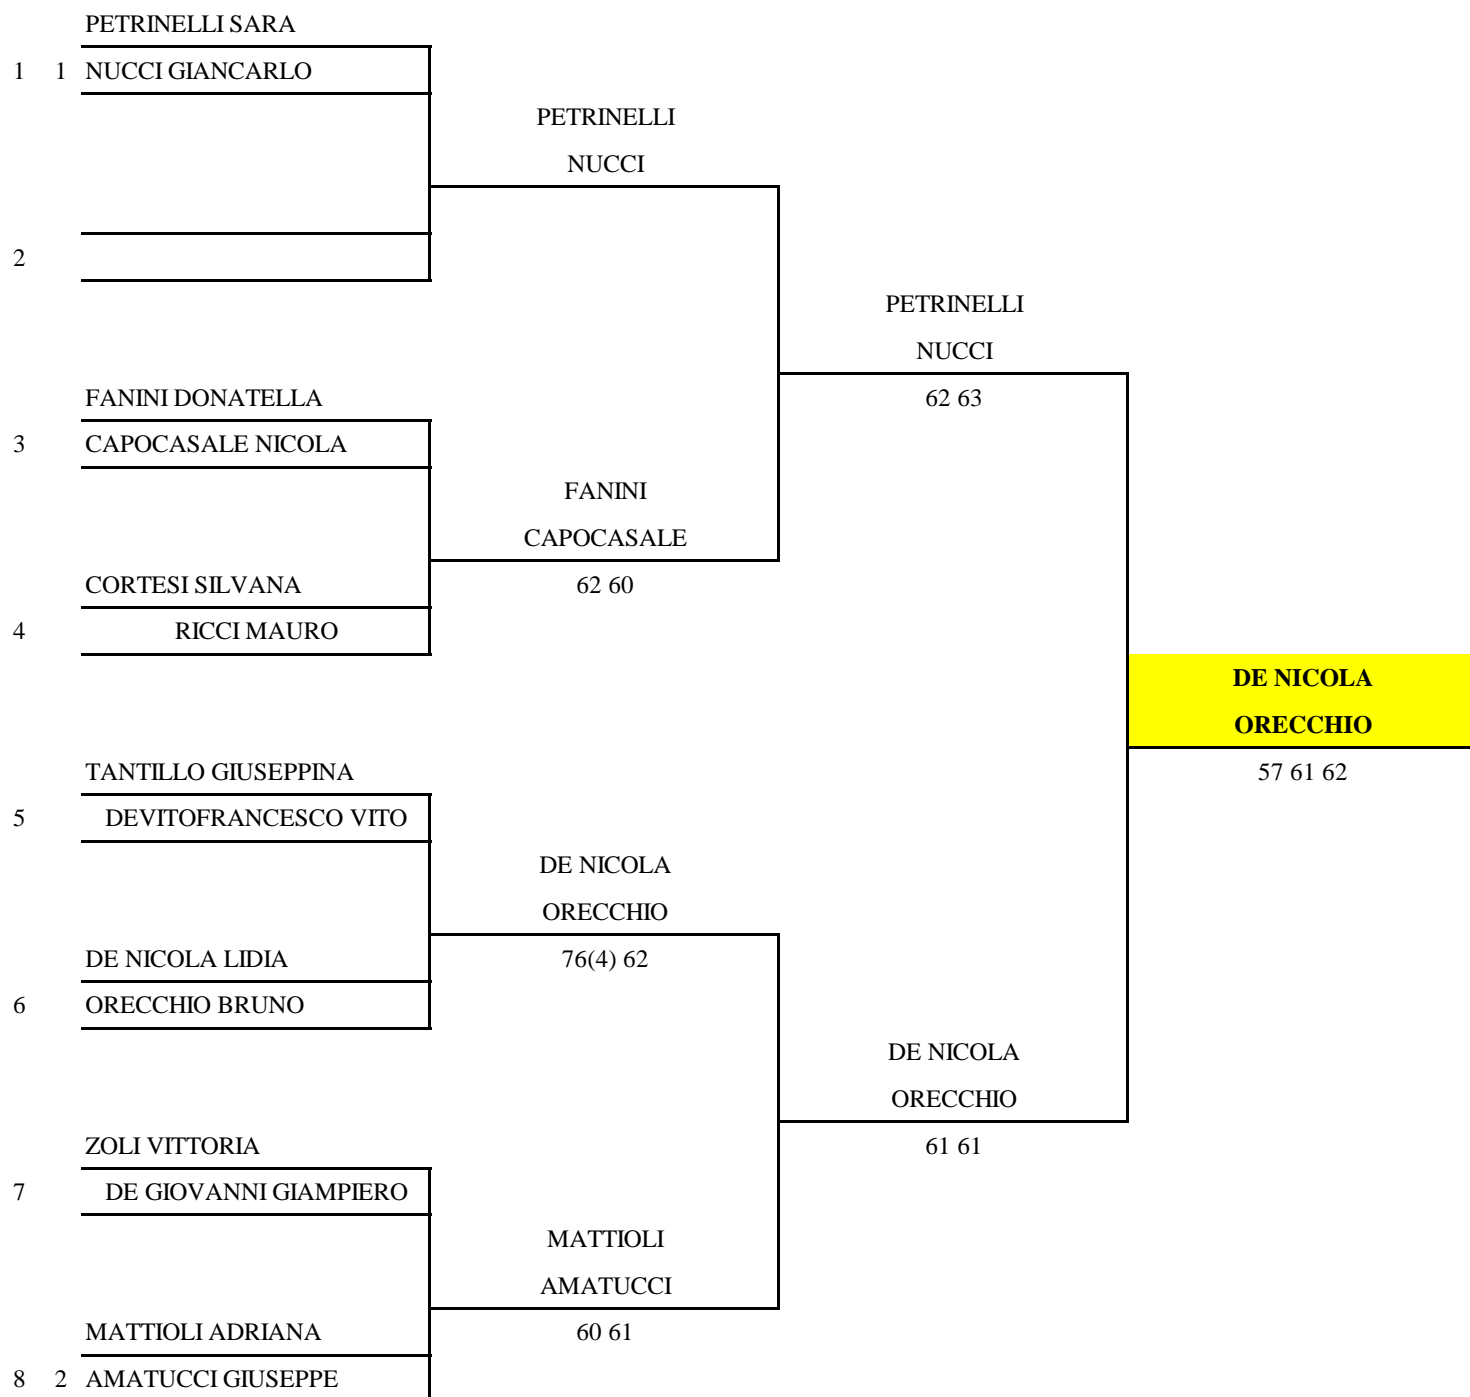 PETRINELLI SARA
1 1 NUCCI GIANCARLO
PETRINELLI
NUCCI
2
PETRINELLI
NUCCI
FANINI DONATELLA
62 63
3 CAPOCASALE NICOLA
FANINI
CAPOCASALE
CORTESI SILVANA
62 60
4 RICCI MAURO
DE NICOLA
ORECCHIO
TANTILLO GIUSEPPINA
57 61 62
5 DEVITOFRANCESCO VITO
DE NICOLA
ORECCHIO
DE NICOLA LIDIA
76(4) 62
6 ORECCHIO BRUNO
DE NICOLA
ORECCHIO
ZOLI VITTORIA
61 61
7 DE GIOVANNI GIAMPIERO
MATTIOLI
AMATUCCI
MATTIOLI ADRIANA
60 61
8 2 AMATUCCI GIUSEPPE